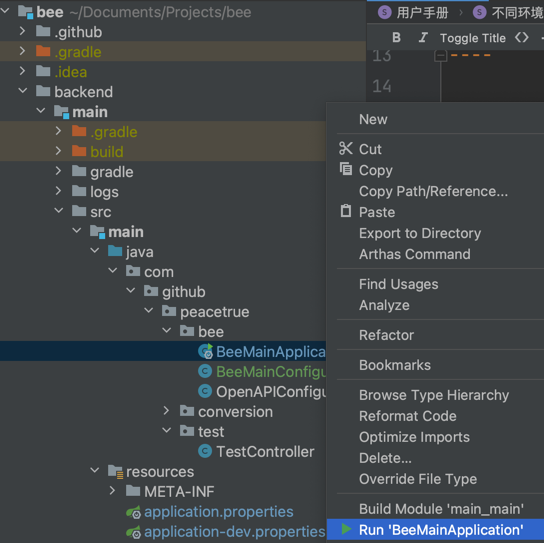 bee ~/Documents/Projects/bee
.github
.gradle
.idea
backend
main
.gradle
build
gradle
logs
src
main
java
com
github
peacetrue
bee
BeeMainApplica
BeeMainConfigu
OpenAPIConfigu
conversion
test
TestController
resources
META-INF
application.properties
application-dev.properties
S 用户手册 S 不同环境
B I Toggle Title <>
13 ----
14
New
Cut
Copy
Copy Path/Reference...
Paste
Export to Directory
Arthas Command
Find Usages
Analyze
Refactor
Bookmarks
Browse Type Hierarchy
Reformat Code
Optimize Imports
Delete...
Override File Type
Build Module 'main_main'
Run 'BeeMainApplication'